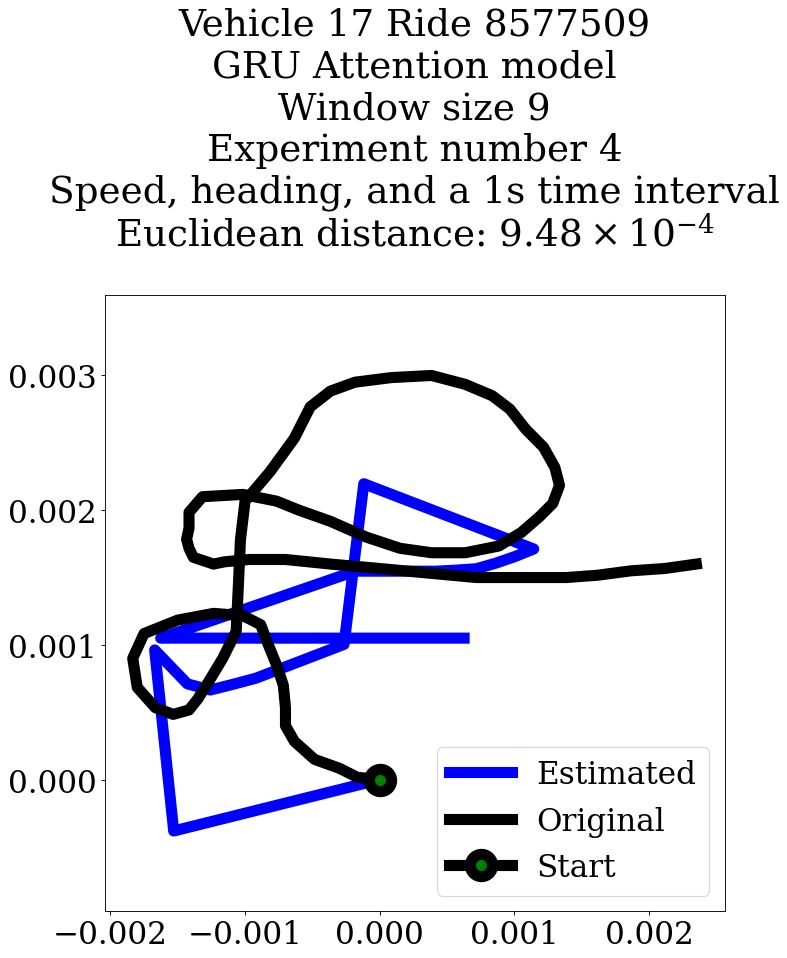 Vehicle 17 Ride 8577509
GRU Attention model
Window size 9
Experiment number 4
Speed, heading, and a 1s time interval
Euclidean distance: 9.48 × 10⁻⁴
0.003
0.002
0.001
0.000
Estimated
Original
Start
−0.002 −0.001 0.000 0.001 0.002